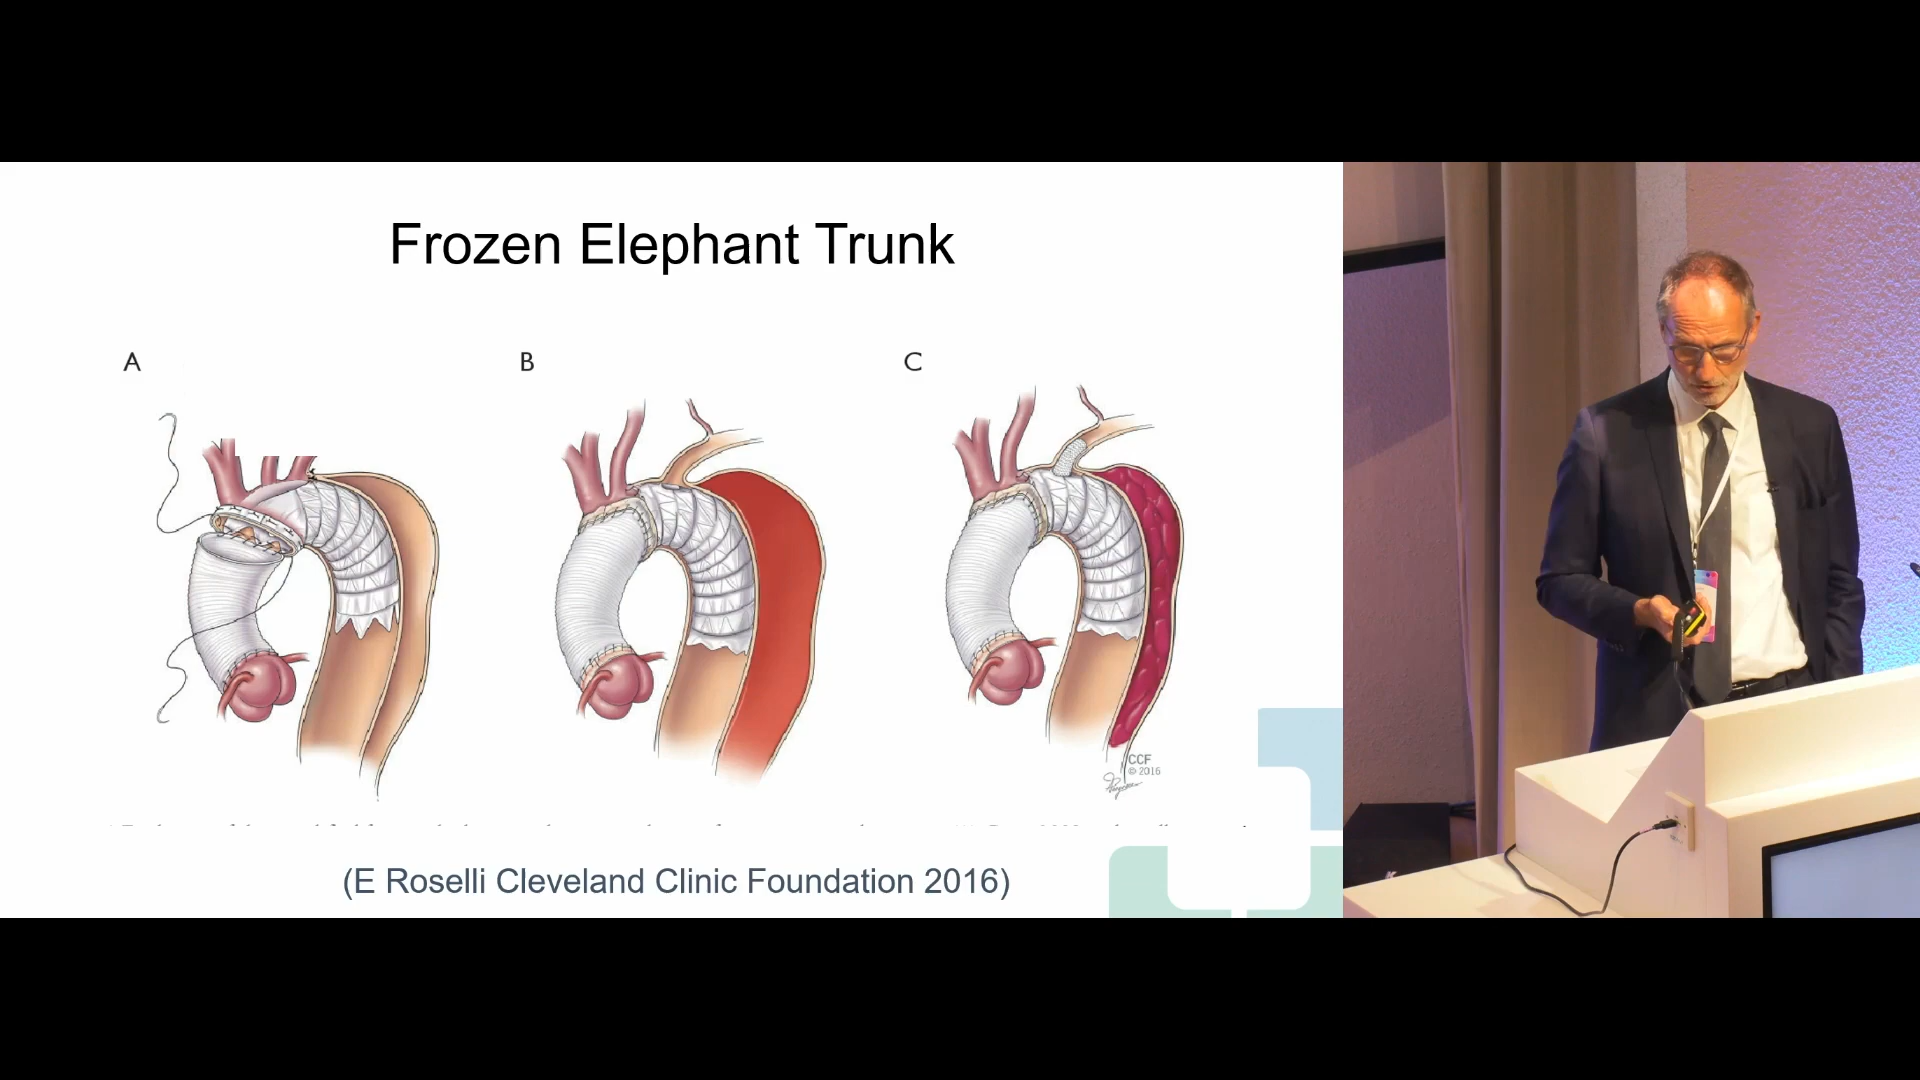 Frozen Elephant Trunk
A
B
C
CCF
© 2016
(E Roselli Cleveland Clinic Foundation 2016)